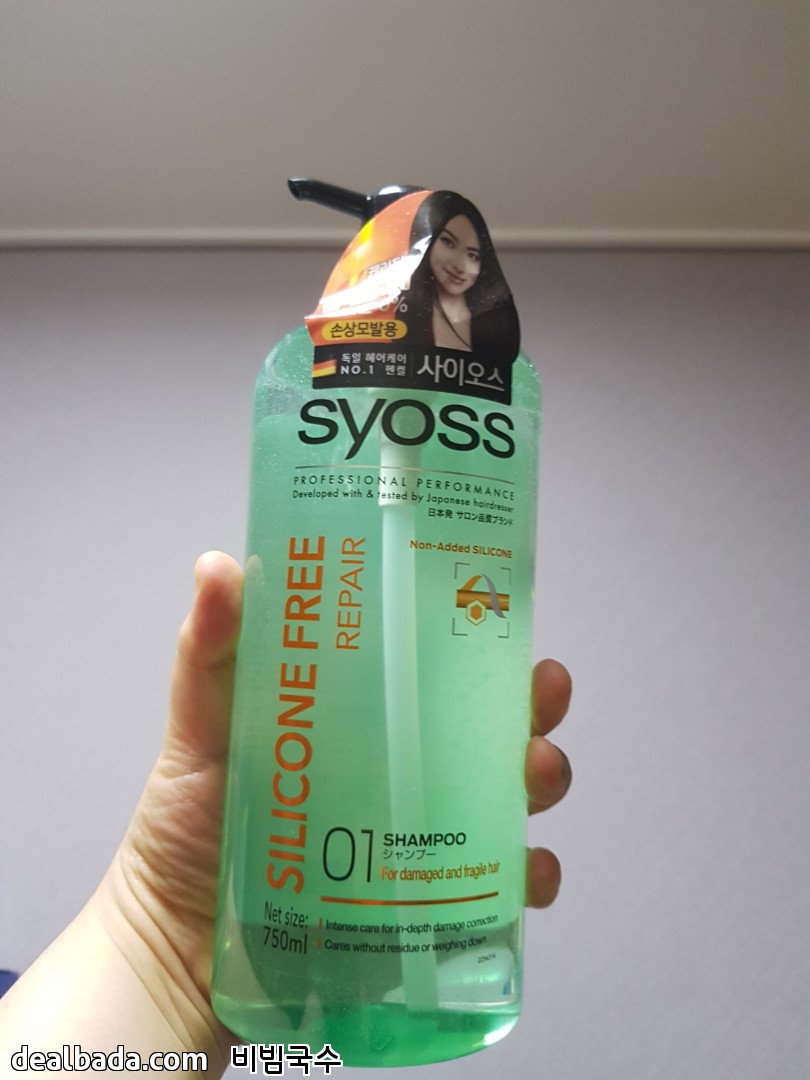 손상모발용
독일 헤어케어
NO.1 헨켈
사이오스
syoss
PROFESSIONAL PERFORMANCE
Developed with & tested by Japanese hairdresser
日本発 サロン品質ブランド
Non-Added SILICONE
SILICONE FREE
REPAIR
01
SHAMPOO
シャンプー
For damaged and fragile hair
Net size:
750ml
Intense care for in-depth damage correction
Cares without residue or weighing down
dealbada.com 비빔국수